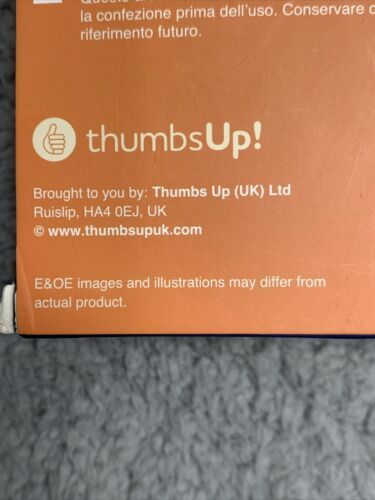 la confezione prima dell'uso. Conservare
riferimento futuro.
thumbsUp!
Brought to you by: Thumbs Up (UK) Ltd
Ruislip, HA4 0EJ, UK
© www.thumbsupuk.com
E&OE images and illustrations may differ from
actual product.